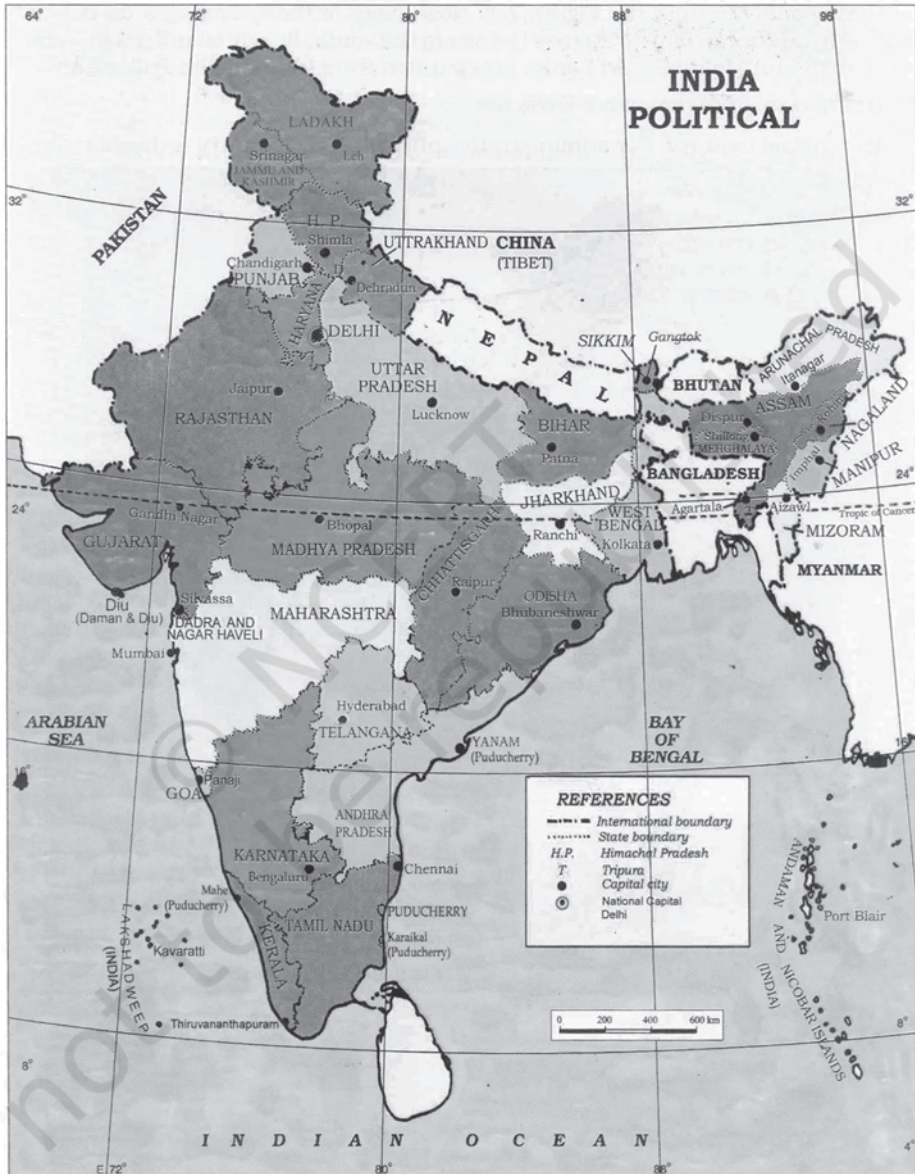 64°
72
80
88
96
INDIA
POLITICAL
LADAKH
Srinagar
Leh
JAMMU AND
KASHMIR
32°
32°
PAKISTAN
H. P.
Shimla
UTTRAKHAND
CHINA
(TIBET)
Chandigarh
PUNJAB
D
Dehradun
HARYANA
DELHI
NEPAL
SIKKIM
Gangtok
ARUNACHAL PRADESH
Itanagar
UTTAR
PRADESH
BHUTAN
Jaipur
Lucknow
RAJASTHAN
ASSAM
Dispur
Kohima
NAGALAND
BIHAR
Patna
Shillong
MEHGHALAYA
Imphal
MANIPUR
BANGLADESH
24°
24°
JHARKHAND
Gandhi Nagar
Bhopal
WEST
BENGAL
Agartala
Aizawl
Tropic of Cancer
GUJARAT
MADHYA PRADESH
CHHATTISGARH
Ranchi
Kolkata
MIZORAM
MYANMAR
Raipur
Diu
(Daman & Diu)
Silvassa
DADRA AND
NAGAR HAVELI
MAHARASHTRA
ODISHA
Bhubaneshwar
Mumbai
Hyderabad
TELANGANA
ARABIAN
SEA
YANAM
(Puducherry)
BAY
OF
BENGAL
16°
16°
GOA
Panaji
ANDHRA
PRADESH
REFERENCES
International boundary
State boundary
H.P. Himachal Pradesh
T Tripura
Capital city
National Capital
Delhi
KARNATAKA
Bengaluru
Chennai
Mahe
(Puducherry)
PUDUCHERRY
TAMIL NADU
Karaikal
(Puducherry)
KERALA
LAKSHADWEEP
(INDIA)
Kavaratti
Thiruvananthapuram
ANDAMAN AND NICOBAR ISLANDS
(INDIA)
Port Blair
0 200 400 600 km
8°
8°
INDIAN OCEAN
E.72°
80
88
4°
© NCERT
not to be republished